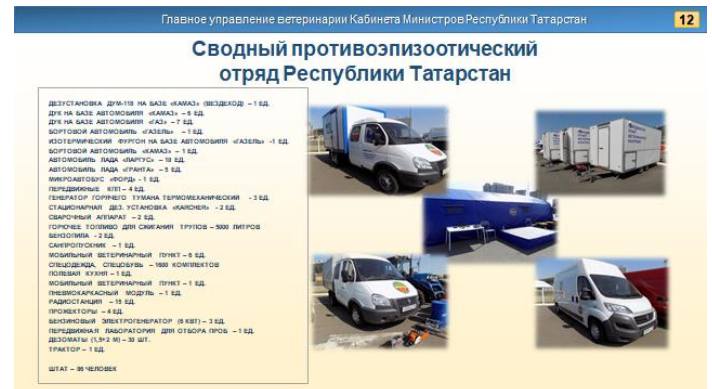 Главное управление ветеринарии Кабинета Министров Республики Татарстан
12
Сводный противоэпизоотический
отряд Республики Татарстан
ДЕЗУСТАНОВКА ДУМ-118 НА БАЗЕ «КАМАЗ» (ВЕЗДЕХОД) – 1 ЕД.
ДУК НА БАЗЕ АВТОМОБИЛЯ «КАМАЗ» – 6 ЕД.
ДУК НА БАЗЕ АВТОМОБИЛЯ «ГАЗ» – 7 ЕД.
БОРТОВОЙ АВТОМОБИЛЬ «ГАЗЕЛЬ» – 1 ЕД.
ИЗОТЕРМИЧЕСКИЙ ФУРГОН НА БАЗЕ АВТОМОБИЛЯ «ГАЗЕЛЬ» -1 ЕД.
БОРТОВОЙ АВТОМОБИЛЬ «КАМАЗ» – 1 ЕД.
АВТОМОБИЛЬ ЛАДА «ЛАРГУС» – 10 ЕД.
АВТОМОБИЛЬ ЛАДА «ГРАНТА» – 5 ЕД.
МИКРОАВТОБУС «ФОРД» - 1 ЕД.
ПЕРЕДВИЖНЫЕ КПП – 4 ЕД.
ГЕНЕРАТОР ГОРЯЧЕГО ТУМАНА ТЕРМОМЕХАНИЧЕСКИЙ - 3 ЕД.
СТАЦИОНАРНАЯ ДЕЗ. УСТАНОВКА «KARCHER» - 2 ЕД.
СВАРОЧНЫЙ АППАРАТ – 2 ЕД.
ГОРЮЧЕЕ ТОПЛИВО ДЛЯ СЖИГАНИЯ ТРУПОВ – 5000 ЛИТРОВ
БЕНЗОПИЛА - 2 ЕД.
САНПРОПУСКНИК – 1 ЕД.
МОБИЛЬНЫЙ ВЕТЕРИНАРНЫЙ ПУНКТ – 6 ЕД.
СПЕЦОДЕЖДА, СПЕЦОБУВЬ – 1600 КОМПЛЕКТОВ
ПОЛЕВАЯ КУХНЯ – 1 ЕД.
МОБИЛЬНЫЙ ВЕТЕРИНАРНЫЙ ПУНКТ – 1 ЕД.
ПНЕВМОКАРКАСНЫЙ МОДУЛЬ – 1 ЕД.
РАДИОСТАНЦИЯ – 15 ЕД.
ПРОЖЕКТОРЫ – 4 ЕД.
БЕНЗИНОВЫЙ ЭЛЕКТРОГЕНЕРАТОР (6 КВТ) – 3 ЕД.
ПЕРЕДВИЖНАЯ ЛАБОРАТОРИЯ ДЛЯ ОТБОРА ПРОБ – 1 ЕД.
ДЕЗОМАТЫ (1,5*2 М) – 30 ШТ.
ТРАКТОР – 1 ЕД.
ШТАТ – 86 ЧЕЛОВЕК